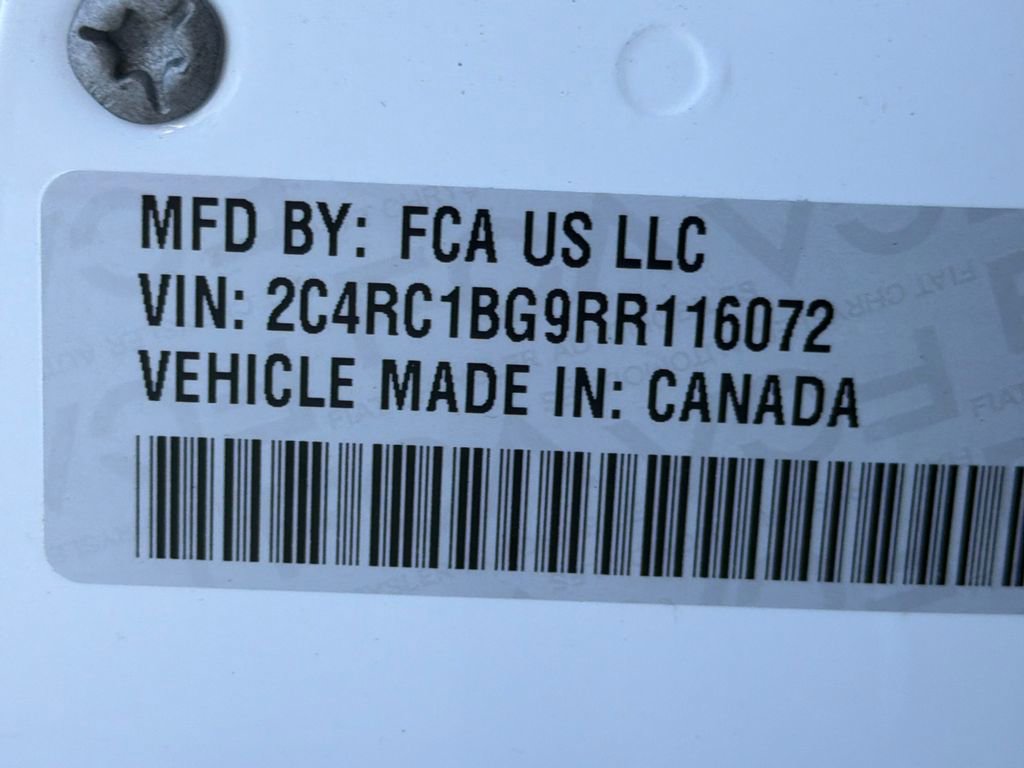 MFD BY: FCA US LLC
VIN: 2C4RC1BG9RR116072
VEHICLE MADE IN: CANADA